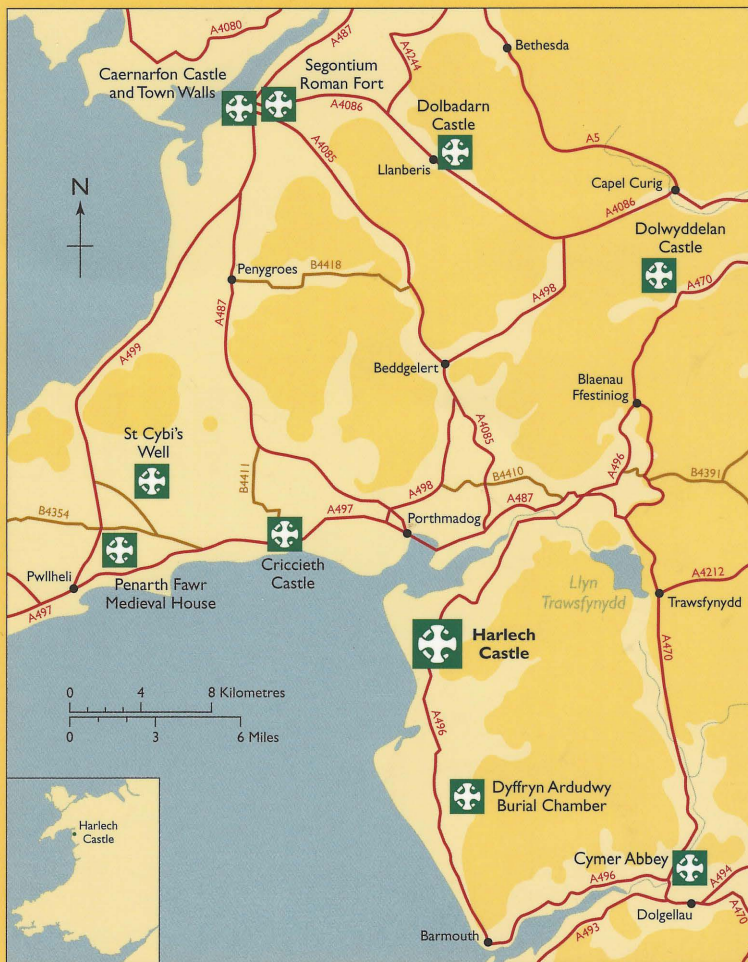 A4080
A487
A4244
Bethesda
Caernarfon Castle
and Town Walls
Segontium
Roman Fort
A4086
Dolbadarn
Castle
A4085
A5
Llanberis
Capel Curig
N
A4086
Dolwyddelan
Castle
Penygroes
B4418
A470
A487
A498
A499
Beddgelert
Blaenau
Ffestiniog
St Cybi's
Well
A4085
B4411
A496
A498
B4410
B4391
B4354
A497
A487
Porthmadog
Criccieth
Castle
Pwllheli
Penarth Fawr
Medieval House
A497
Llyn
Trawsfynydd
A4212
Trawsfynydd
Harlech
Castle
A470
0 4 8 Kilometres
0 3 6 Miles
A496
Dyffryn Ardudwy
Burial Chamber
Harlech
Castle
Cymer Abbey
A496
A494
Dolgellau
A470
A493
Barmouth